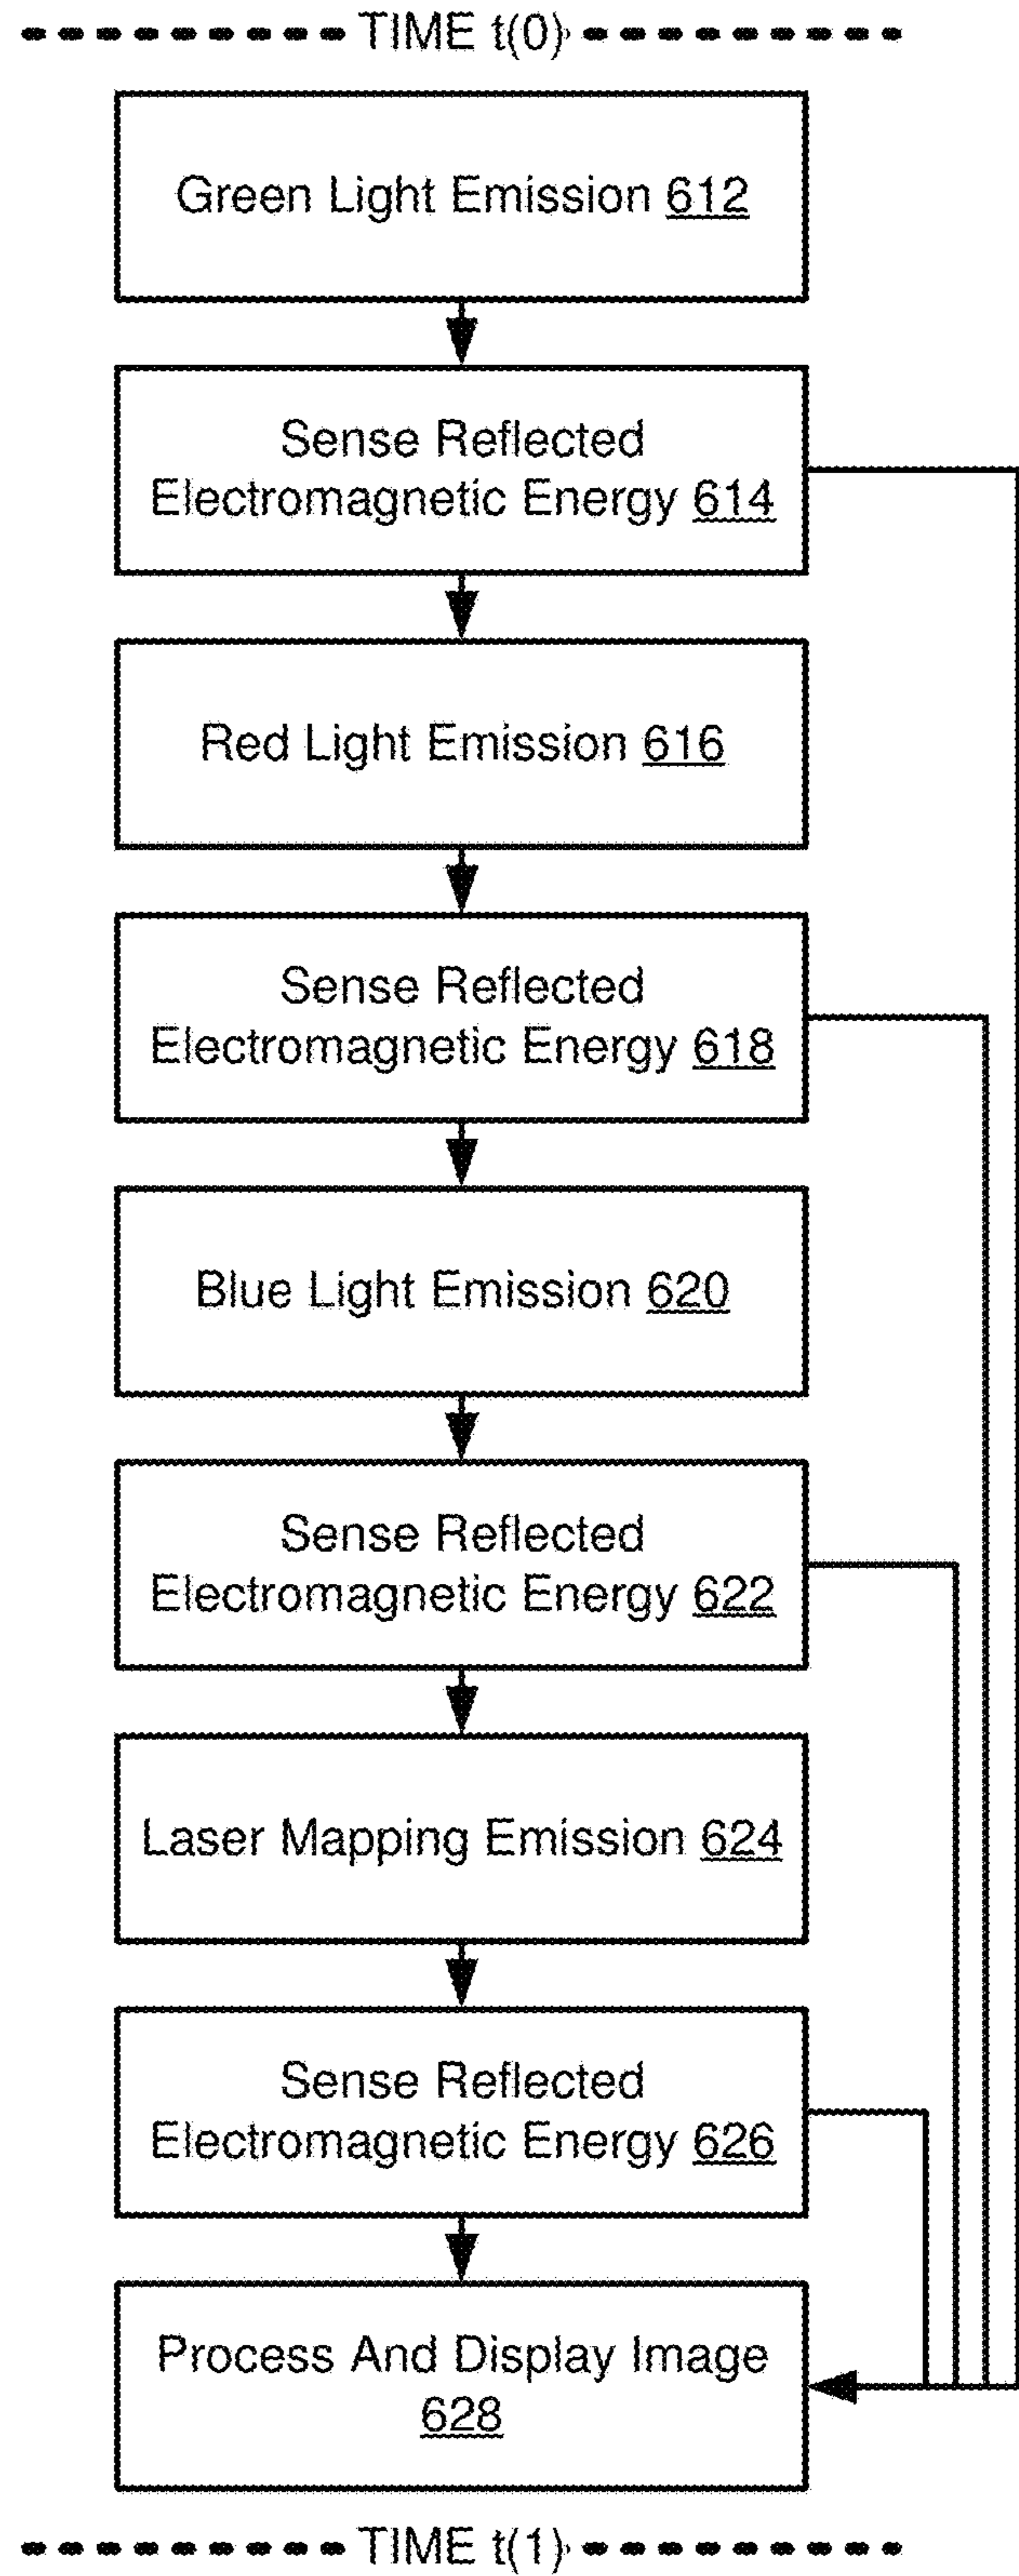 TIME t(0)
Green Light Emission 612
Sense Reflected
Electromagnetic Energy 614
Red Light Emission 616
Sense Reflected
Electromagnetic Energy 618
Blue Light Emission 620
Sense Reflected
Electromagnetic Energy 622
Laser Mapping Emission 624
Sense Reflected
Electromagnetic Energy 626
Process And Display Image
628
TIME t(1)